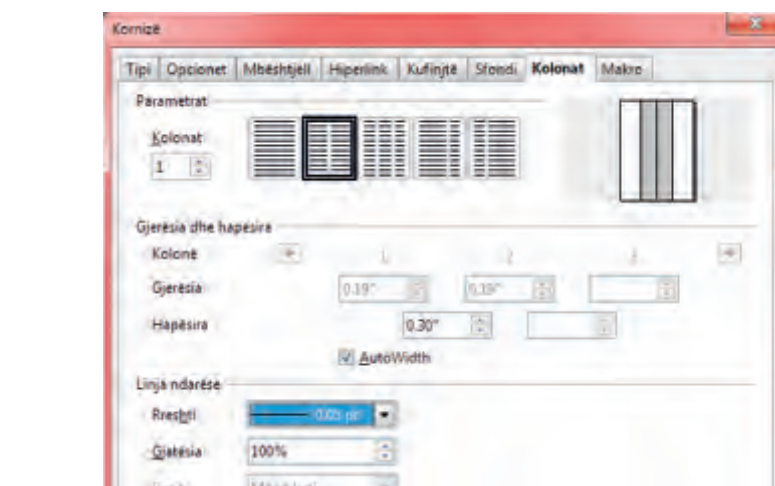 Kornizë
Tipi Opcionet Mbështjell Hiperlink Kufinjtë Sfondi Kolonat Makro
Parametrat
Kolonat
1
Gjerësia dhe hapësira
Kolonë 1 2 3
Gjerësia 0.19" 0.19"
Hapësira 0.30"
AutoWidth
Linja ndarëse
Rreshti 0.05 pt
Gjatësia 100%